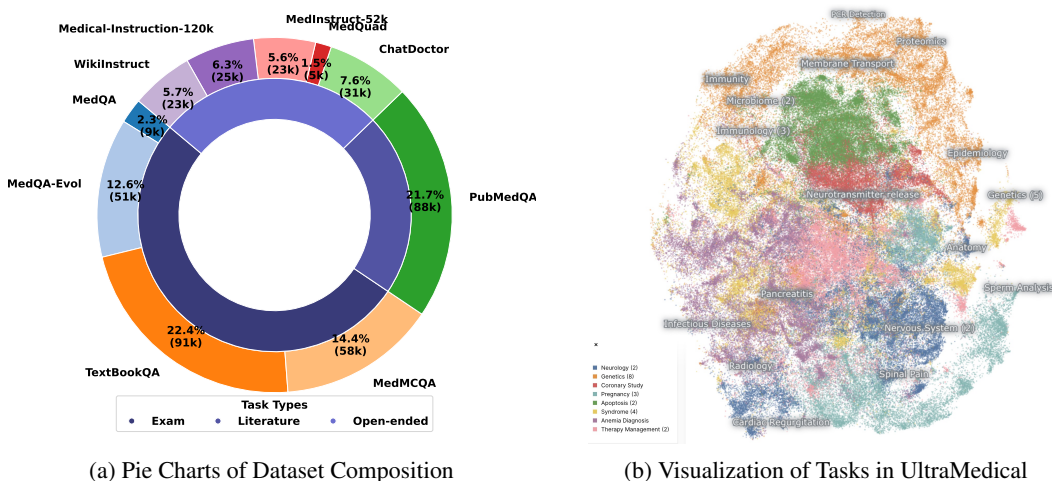 MedInstruct-52k
MedQuad
Medical-Instruction-120k
ChatDoctor
WikiInstruct
MedQA
MedQA-Evol
PubMedQA
TextBookQA
MedMCQA
5.6%
(23k)
1.5%
(5k)
6.3%
(25k)
7.6%
(31k)
5.7%
(23k)
2.3%
(9k)
12.6%
(51k)
21.7%
(88k)
22.4%
(91k)
14.4%
(58k)
Task Types
Exam
Literature
Open-ended
(a) Pie Charts of Dataset Composition
PCR Detection
Proteomics
Membrane Transport
Immunity
Microbiome (2)
Immunology (3)
Epidemiology
Neurotransmitter release
Genetics (5)
Anatomy
Sperm Analysis
Pancreatitis
Infectious Diseases
Nervous System (2)
Radiology
Spinal Pain
Cardiac Regurgitation
×
Neurology (2)
Genetics (8)
Coronary Study
Pregnancy (3)
Apoptosis (2)
Syndrome (4)
Anemia Diagnosis
Therapy Management (2)
(b) Visualization of Tasks in UltraMedical